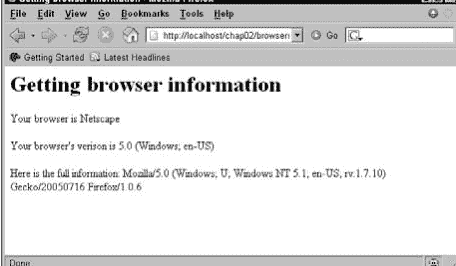 Getting browser information - Mozilla Firefox
File Edit View Go Bookmarks Tools Help
http://localhost/chap02/browseri Go
Getting Started Latest Headlines
Getting browser information
Your browser is Netscape
Your browser's verison is 5.0 (Windows; en-US)
Here is the full information: Mozilla/5.0 (Windows; U; Windows NT 5.1; en-US; rv:1.7.10)
Gecko/20050716 Firefox/1.0.6
Done